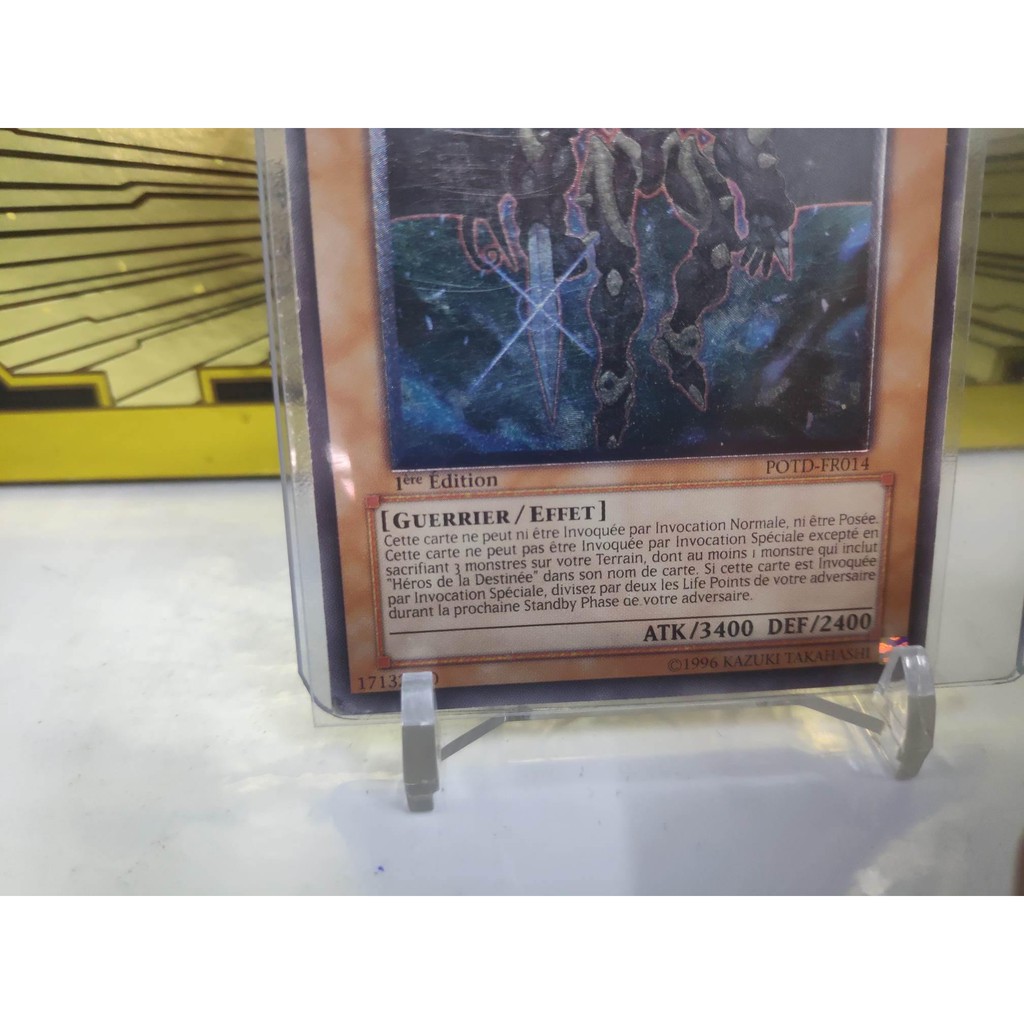 1ère Édition
POTD-FR014
[GUERRIER/EFFET]
Cette carte ne peut ni être Invoquée par Invocation Normale, ni être Posée.
Cette carte ne peut pas être Invoquée par Invocation Spéciale excepté en
sacrifiant 3 monstres sur votre Terrain, dont au moins 1 monstre qui inclut
"Héros de la Destinée" dans son nom de carte. Si cette carte est Invoquée
par Invocation Spéciale, divisez par deux les Life Points de votre adversaire
durant la prochaine Standby Phase de votre adversaire.
ATK/3400 DEF/2400
©1996 KAZUKI TAKAHASHI